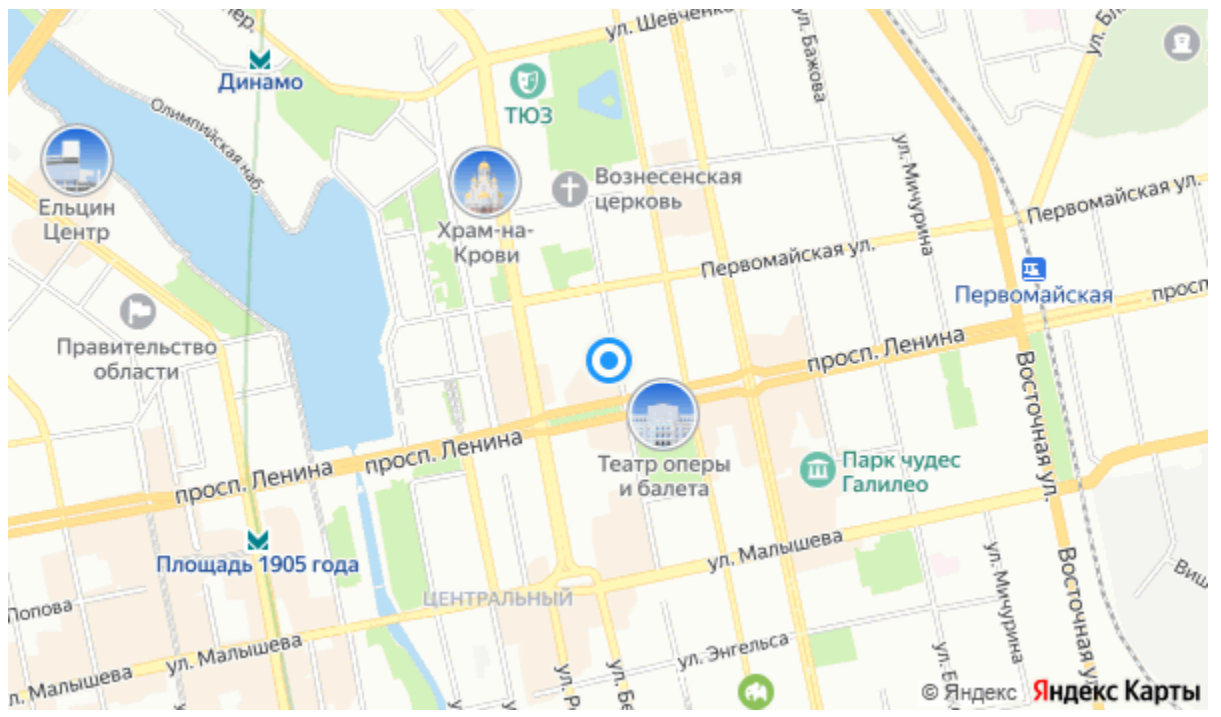 пер.
ул. Шевченко
ул. Бажова
Динамо
ТЮЗ
Олимпийская наб.
ул. Мичурина
Ельцин
Центр
Вознесенская
церковь
Храм-на-
Крови
Первомайская ул.
Первомайская ул.
Первомайская
просп.
Правительство
области
просп. Ленина
Восточная ул.
просп. Ленина
просп. Ленина
Театр оперы
и балета
Парк чудес
Галилео
Площадь 1905 года
ул. Малышева
ЦЕНТРАЛЬНЫЙ
ул. Мичурина
Восточная ул.
Попова
ул. Малышева
ул. Малышева
ул. Энгельса
© Яндекс
Яндекс Карты